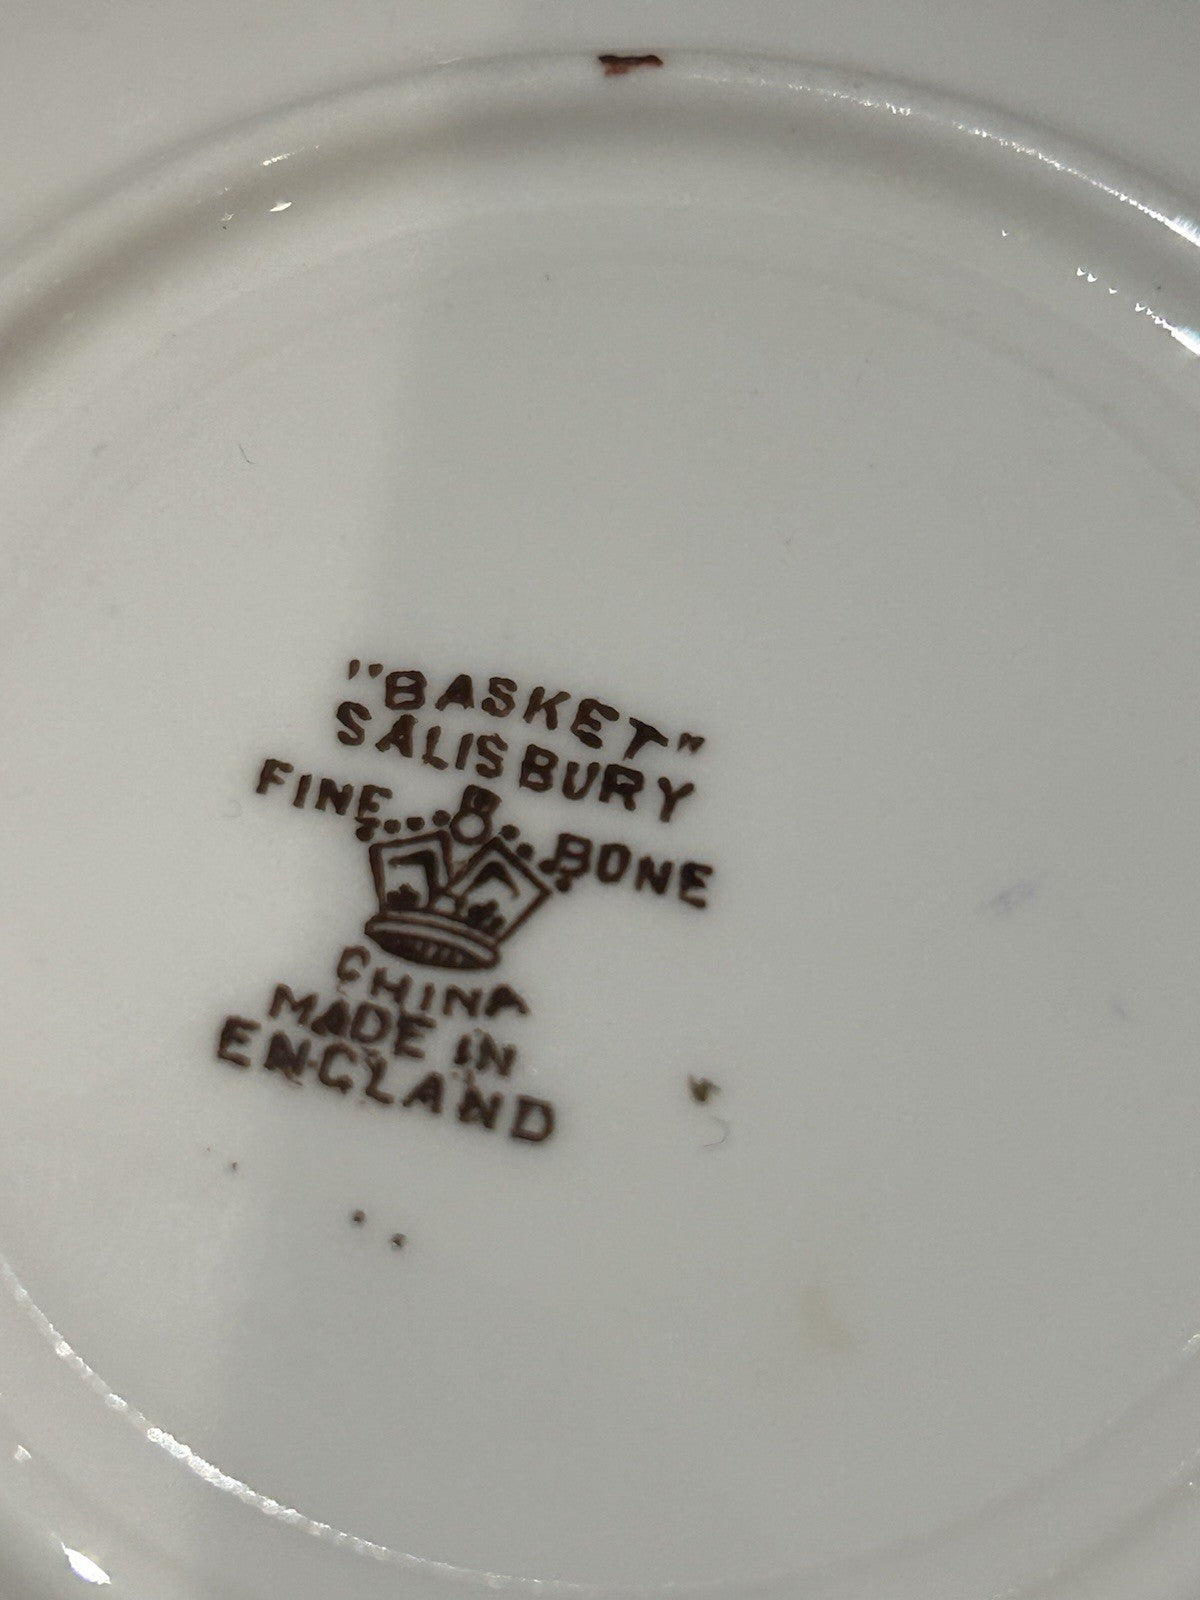 "BASKET"
SALISBURY
FINE BONE
CHINA
MADE IN
ENGLAND